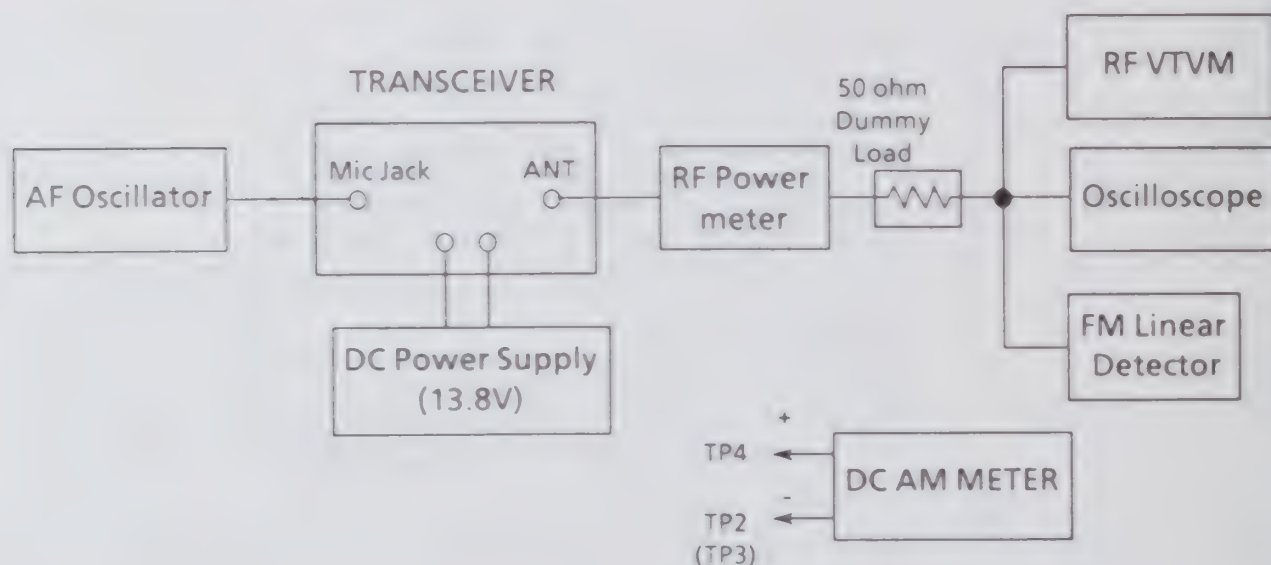 TRANSCEIVER
AF Oscillator
Mic Jack
ANT
DC Power Supply
(13.8V)
RF Power
meter
50 ohm
Dummy
Load
RF VTVM
Oscilloscope
FM Linear
Detector
+
TP4
-
TP2
(TP3)
DC AM METER